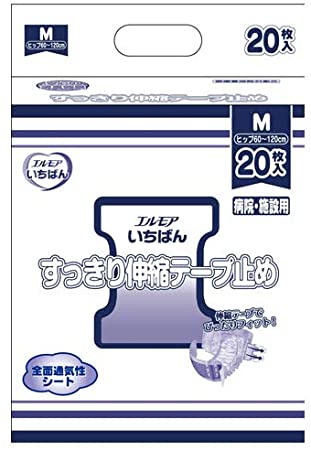 M
ヒップ60～120cm
20枚入
すっきり伸縮テープ止め
M
ヒップ60～120cm
20枚入
病院・施設用
エルモア
いちばん
エルモア
いちばん
すっきり伸縮テープ止め
伸縮テープで
ぴったりフィット！
全面通気性
シート